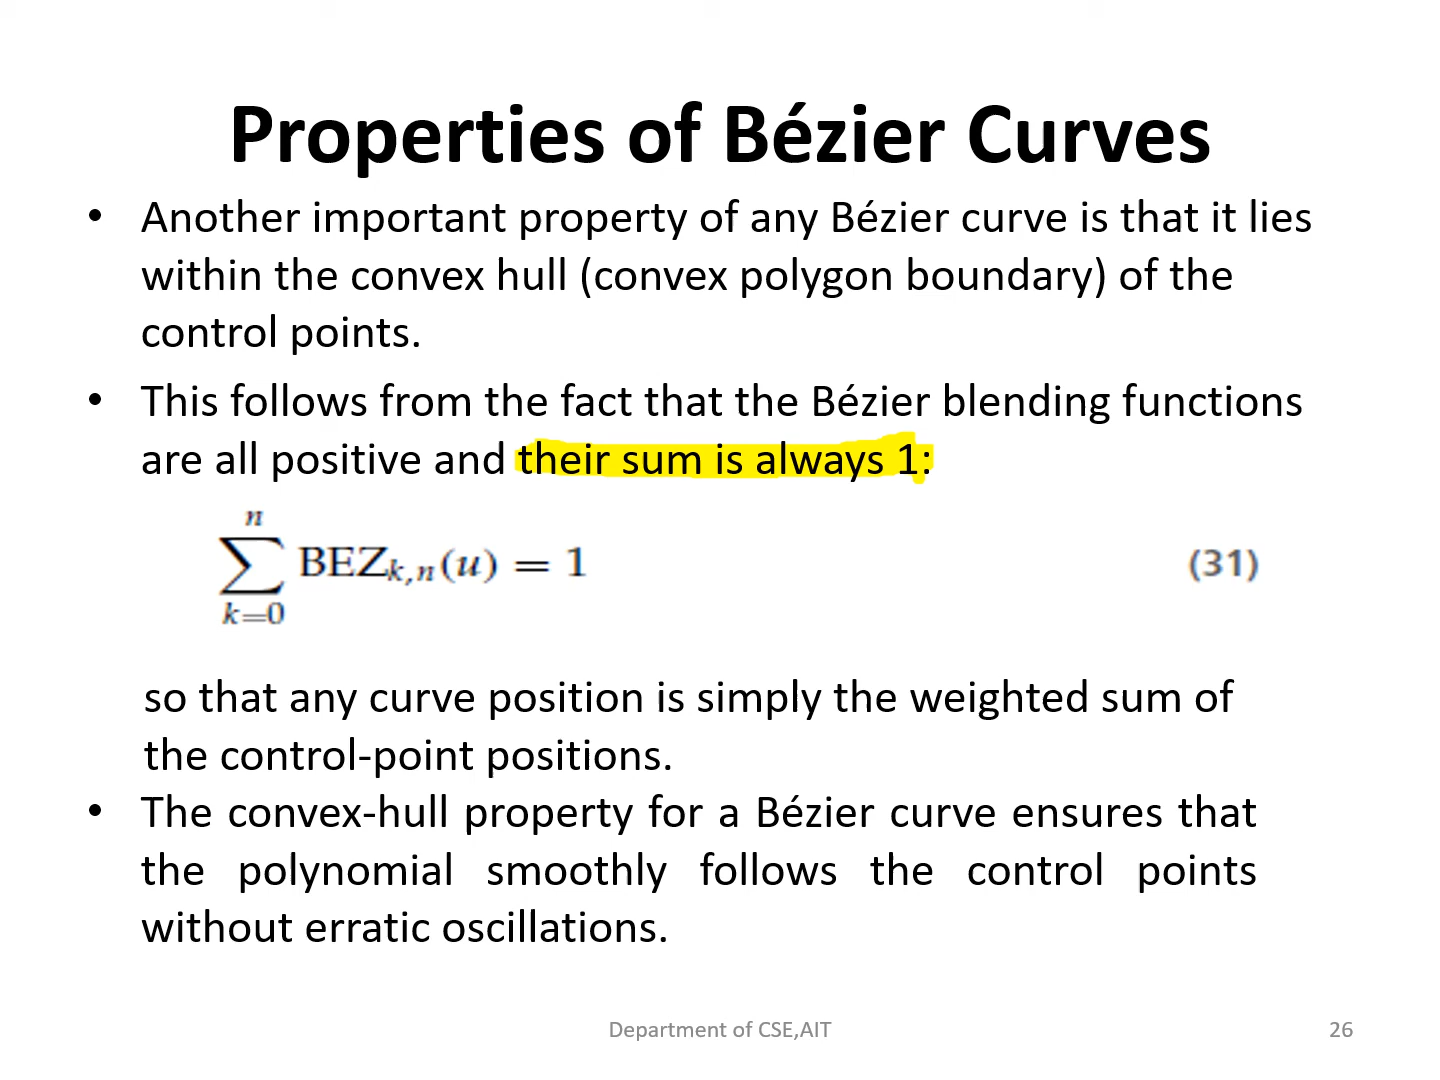 Properties of Bézier Curves
• Another important property of any Bézier curve is that it lies
within the convex hull (convex polygon boundary) of the
control points.
• This follows from the fact that the Bézier blending functions
are all positive and their sum is always 1:
n
∑ BEZk,n(u) = 1 (31)
k=0
so that any curve position is simply the weighted sum of
the control-point positions.
• The convex-hull property for a Bézier curve ensures that
the polynomial smoothly follows the control points
without erratic oscillations.
Department of CSE,AIT 26